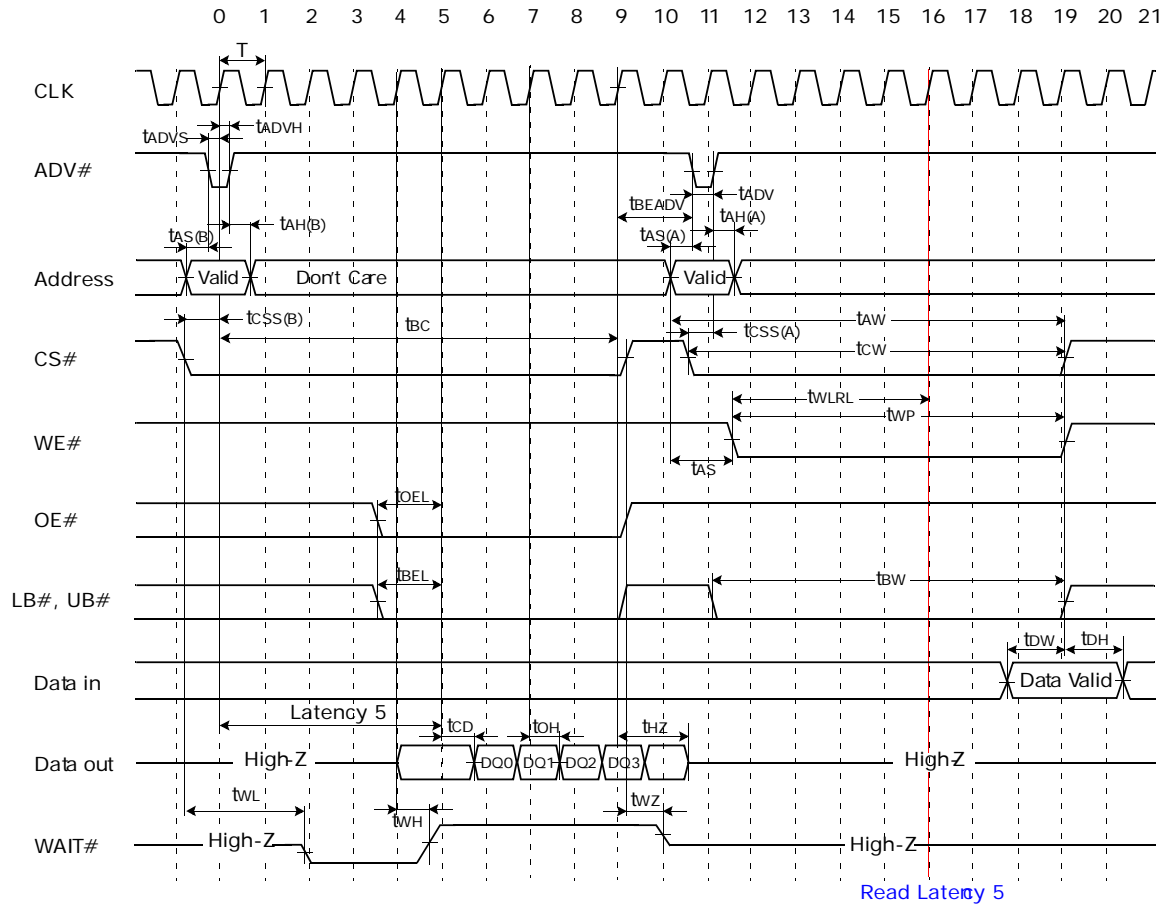 0 1 2 3 4 5 6 7 8 9 10 11 12 13 14 15 16 17 18 19 20 21
T
CLK
tADVH
tADVS
ADV#
tADV
tBEADV
tAH(B)
tAH(A)
tAS(B)
tAS(A)
Address
Valid
Don't Care
Valid
tCSS(B)
tBC
tAW
tCSS(A)
CS#
tCW
tWLRL
tWP
WE#
tAS
tOEL
OE#
tBEL
tBW
LB#, UB#
tDW
tDH
Data in
Data Valid
Latency 5
tCD
tOH
tHZ
Data out
High-Z
DQ0
DQ1
DQ2
DQ3
High-Z
tWL
tWH
tWZ
WAIT#
High-Z
High-Z
Read Latency 5